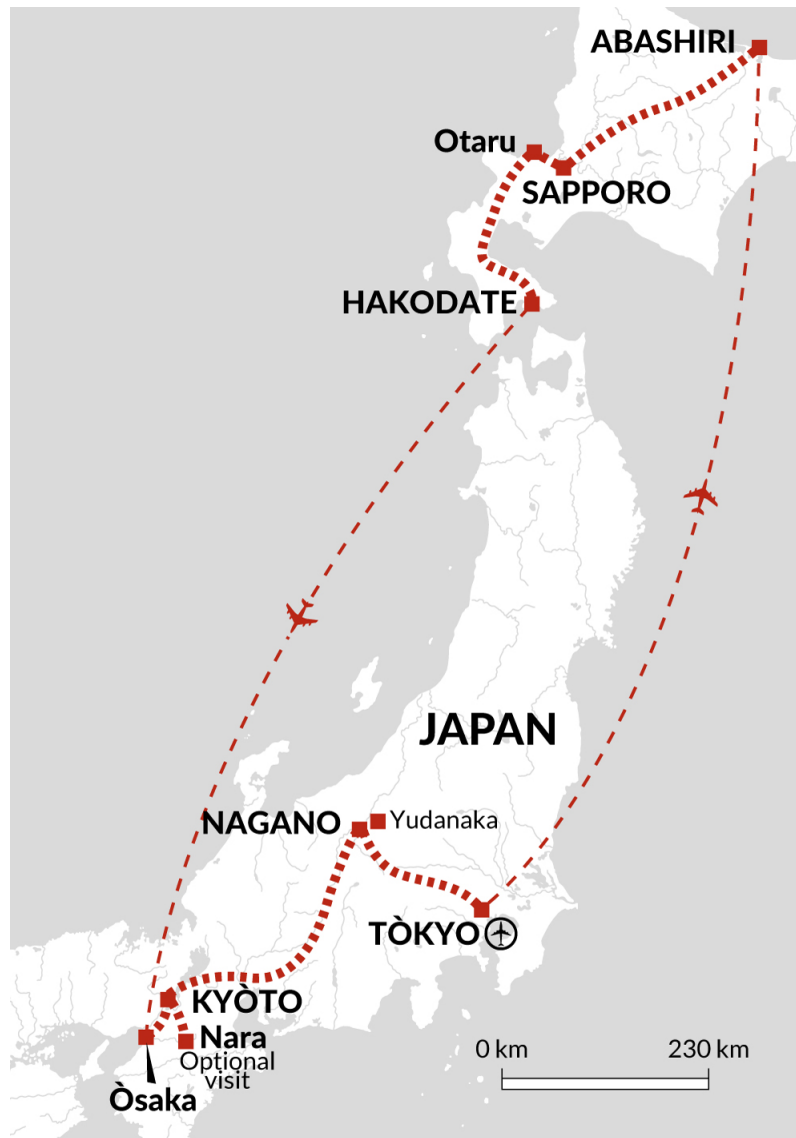 ABASHIRI
Otaru
SAPPORO
HAKODATE
JAPAN
NAGANO
Yudanaka
TÒKYO
KYÒTO
Nara
Optional
visit
Òsaka
0 km
230 km